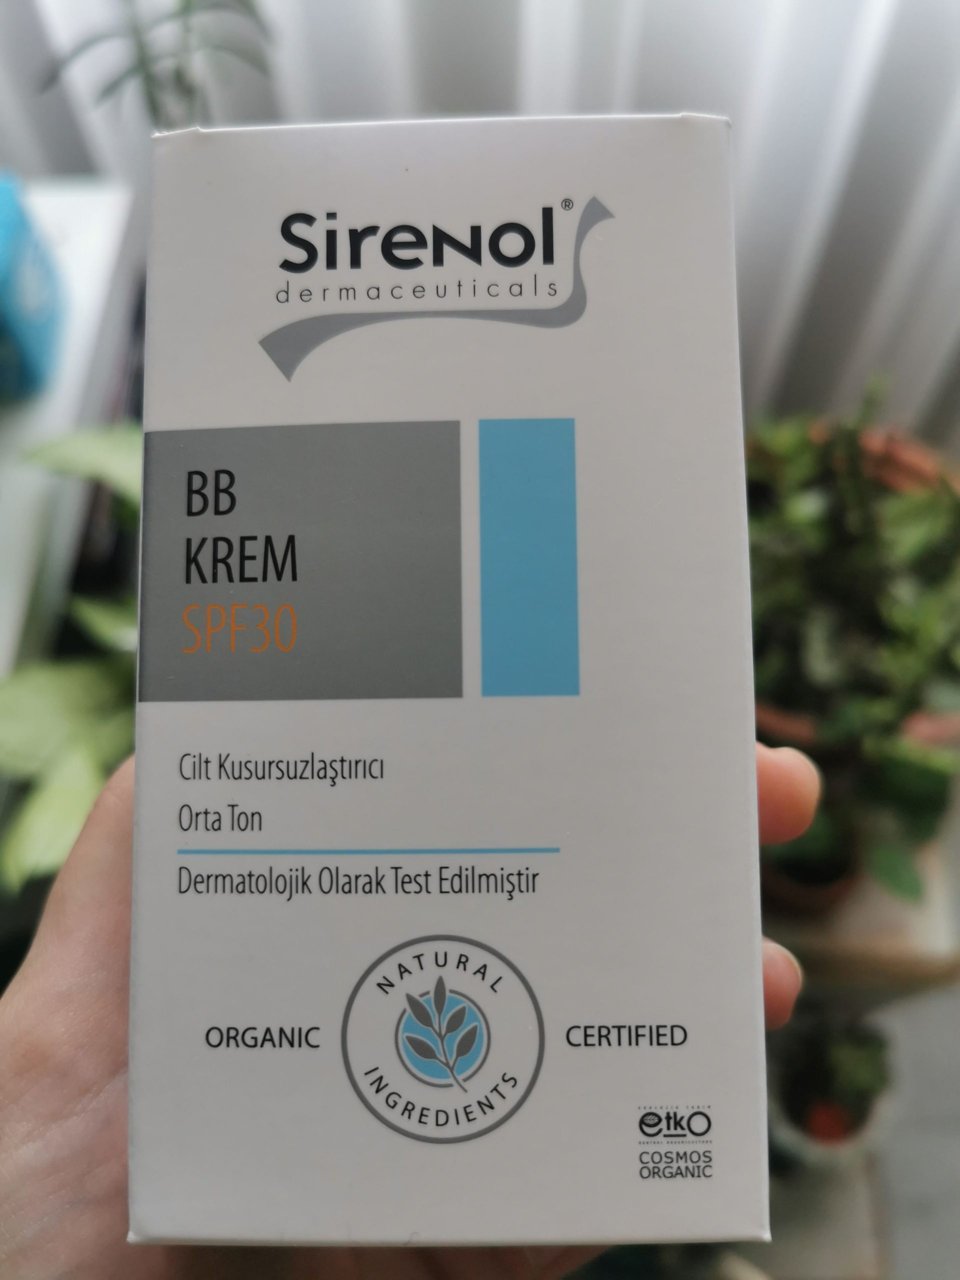 Sirenol®
dermaceuticals
BB
KREM
SPF30
Cilt Kusursuzlaştırıcı
Orta Ton
Dermatolojik Olarak Test Edilmiştir
NATURAL
ORGANIC
CERTIFIED
INGREDIENTS
etko
COSMOS
ORGANIC